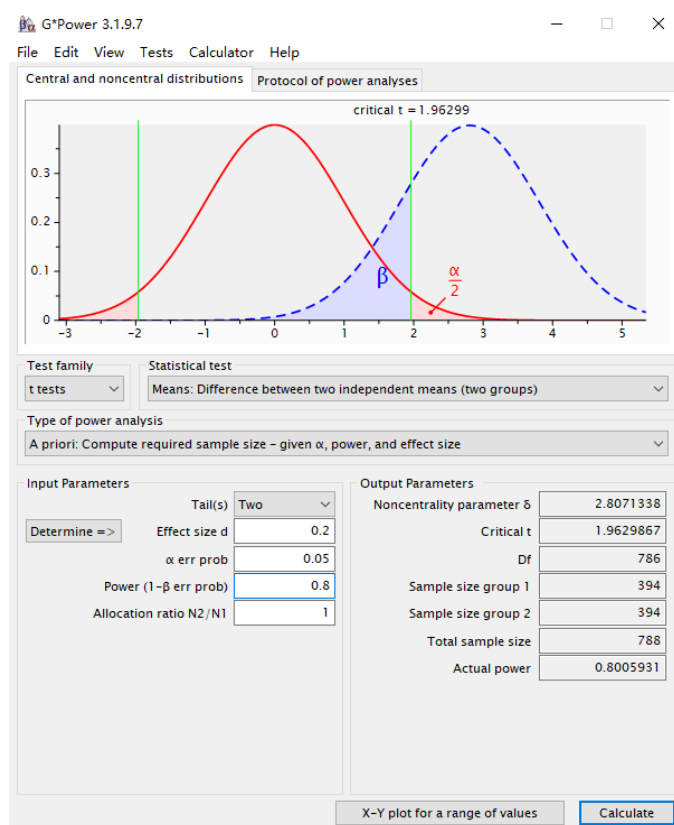 G*Power 3.1.9.7
File Edit View Tests Calculator Help
Central and noncentral distributions Protocol of power analyses
critical t = 1.96299
0.3
0.2
0.1
0
β
α
2
-3 -2 -1 0 1 2 3 4 5
Test family Statistical test
t tests Means: Difference between two independent means (two groups)
Type of power analysis
A priori: Compute required sample size – given α, power, and effect size
Input Parameters Output Parameters
Tail(s) Two Noncentrality parameter δ 2.8071338
Determine => Effect size d 0.2 Critical t 1.9629867
α err prob 0.05 Df 786
Power (1-β err prob) 0.8 Sample size group 1 394
Allocation ratio N2/N1 1 Sample size group 2 394
Total sample size 788
Actual power 0.8005931
X-Y plot for a range of values Calculate